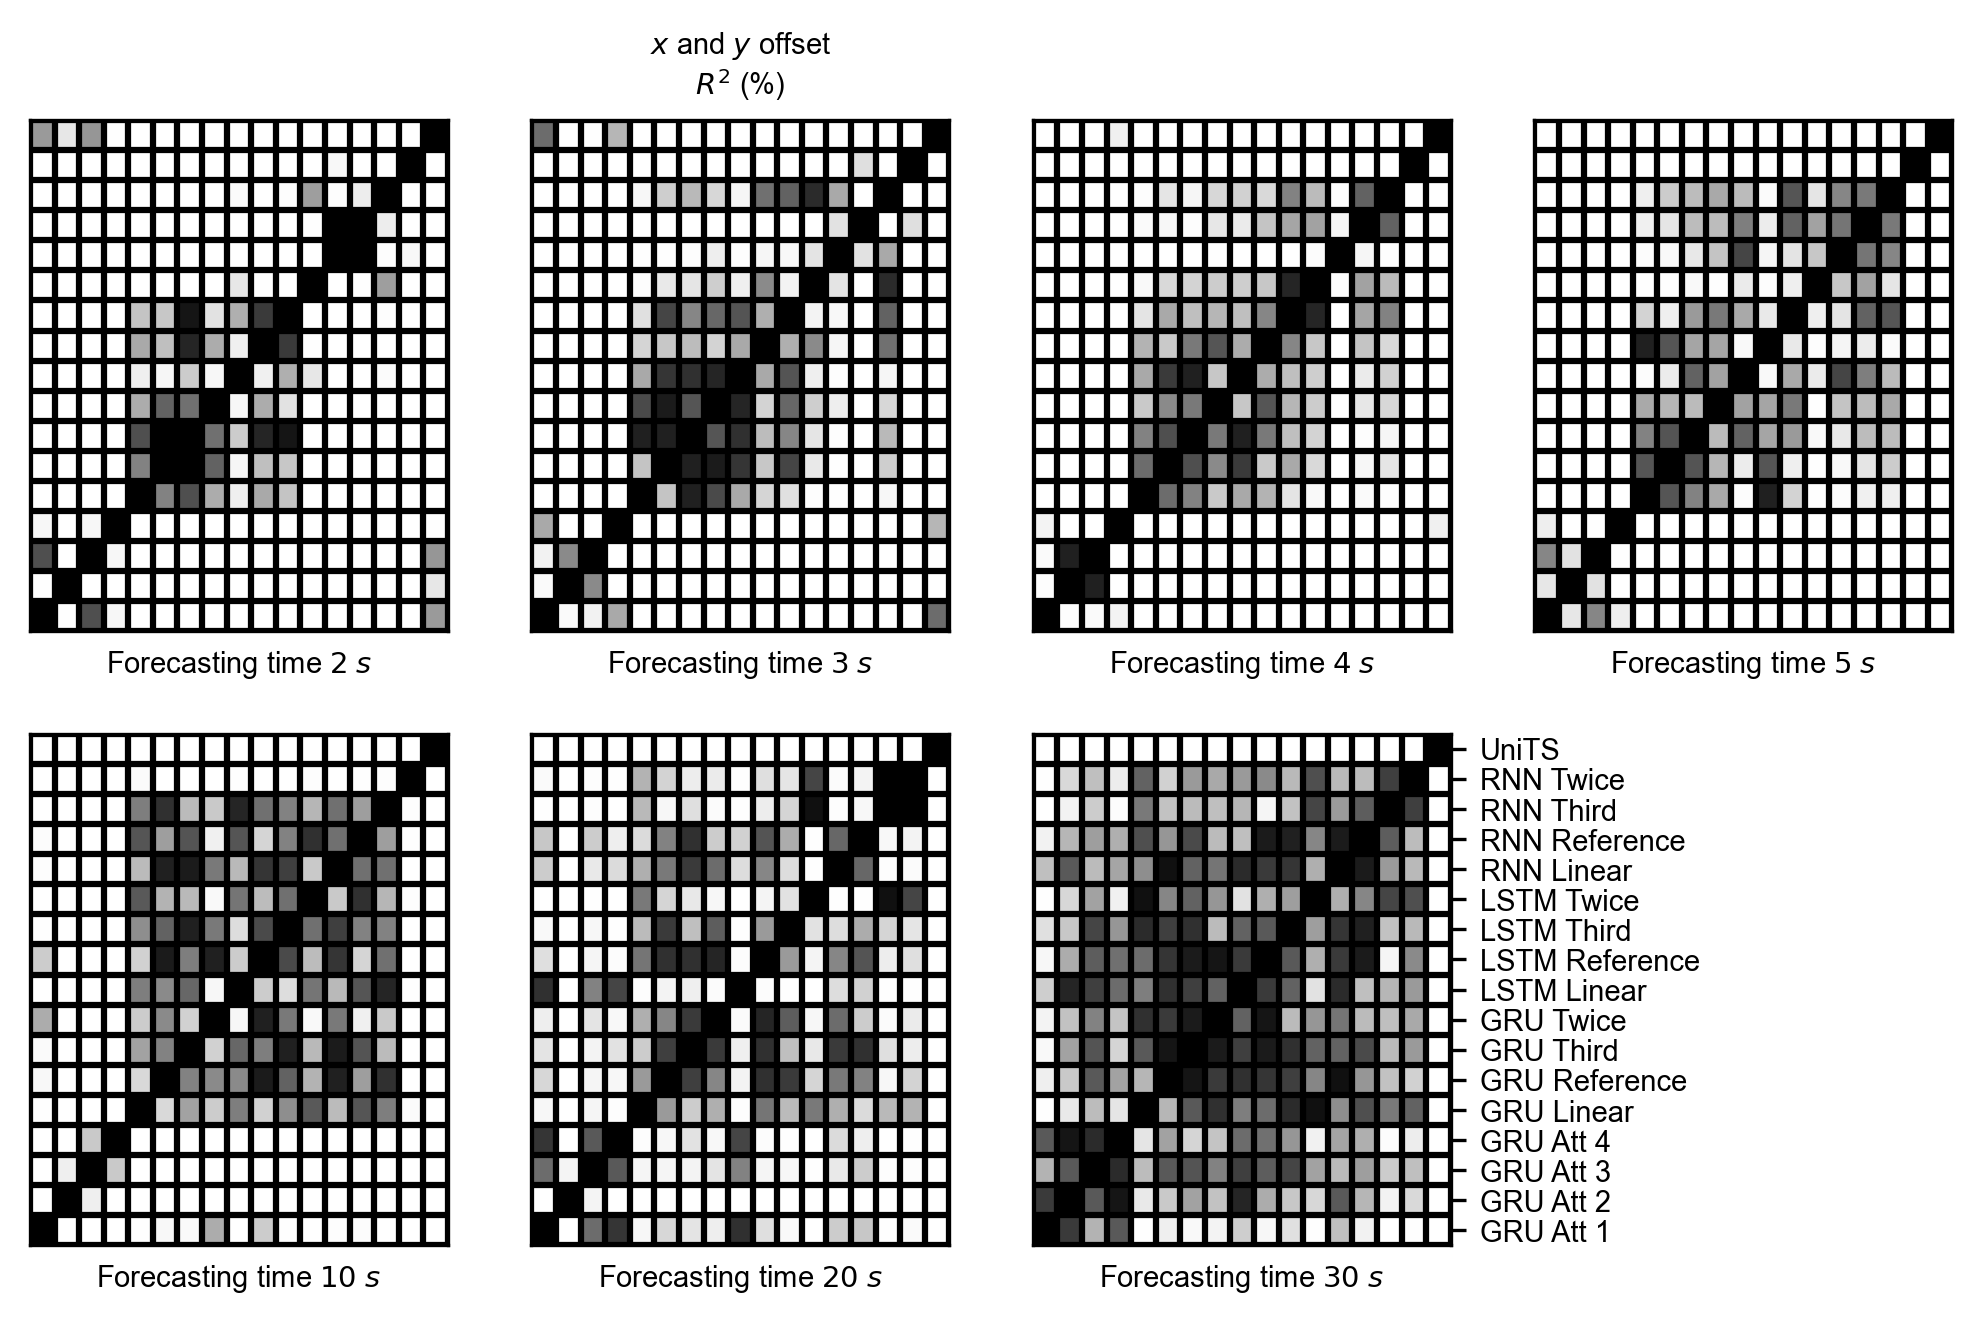 x and y offset
R² (%)
Forecasting time 2 s
Forecasting time 3 s
Forecasting time 4 s
Forecasting time 5 s
UniTS
RNN Twice
RNN Third
RNN Reference
RNN Linear
LSTM Twice
LSTM Third
LSTM Reference
LSTM Linear
GRU Twice
GRU Third
GRU Reference
GRU Linear
GRU Att 4
GRU Att 3
GRU Att 2
GRU Att 1
Forecasting time 10 s
Forecasting time 20 s
Forecasting time 30 s